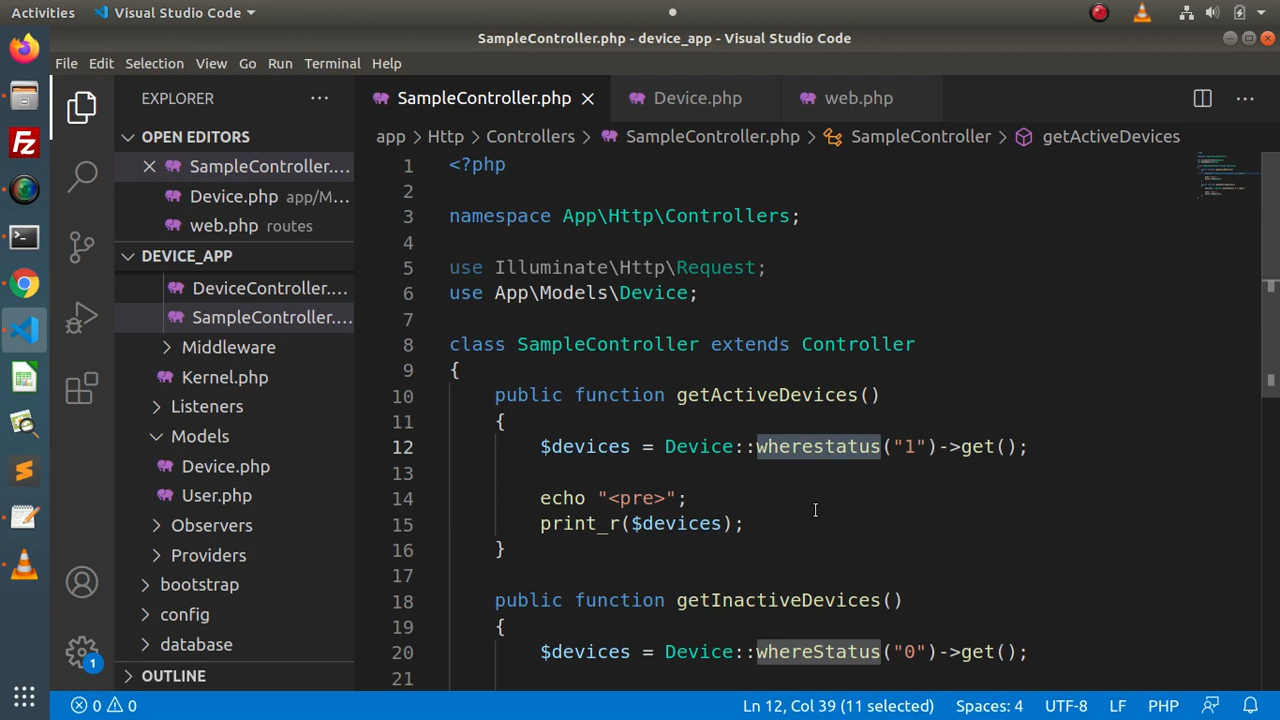 Activities Visual Studio Code
SampleController.php - device_app - Visual Studio Code
File Edit Selection View Go Run Terminal Help
EXPLORER
SampleController.php Device.php web.php
OPEN EDITORS
app Http Controllers SampleController.php SampleController getActiveDevices
SampleController....
Device.php app/M...
web.php routes
DEVICE_APP
DeviceController....
SampleController....
Middleware
Kernel.php
Listeners
Models
Device.php
User.php
Observers
Providers
bootstrap
config
database
OUTLINE
1
1 <?php
2
3 namespace App\Http\Controllers;
4
5 use Illuminate\Http\Request;
6 use App\Models\Device;
7
8 class SampleController extends Controller
9 {
10 public function getActiveDevices()
11 {
12 $devices = Device::wherestatus("1")->get();
13
14 echo "<pre>";
15 print_r($devices);
16 }
17
18 public function getInactiveDevices()
19 {
20 $devices = Device::whereStatus("0")->get();
21
0 0 Ln 12, Col 39 (11 selected) Spaces: 4 UTF-8 LF PHP